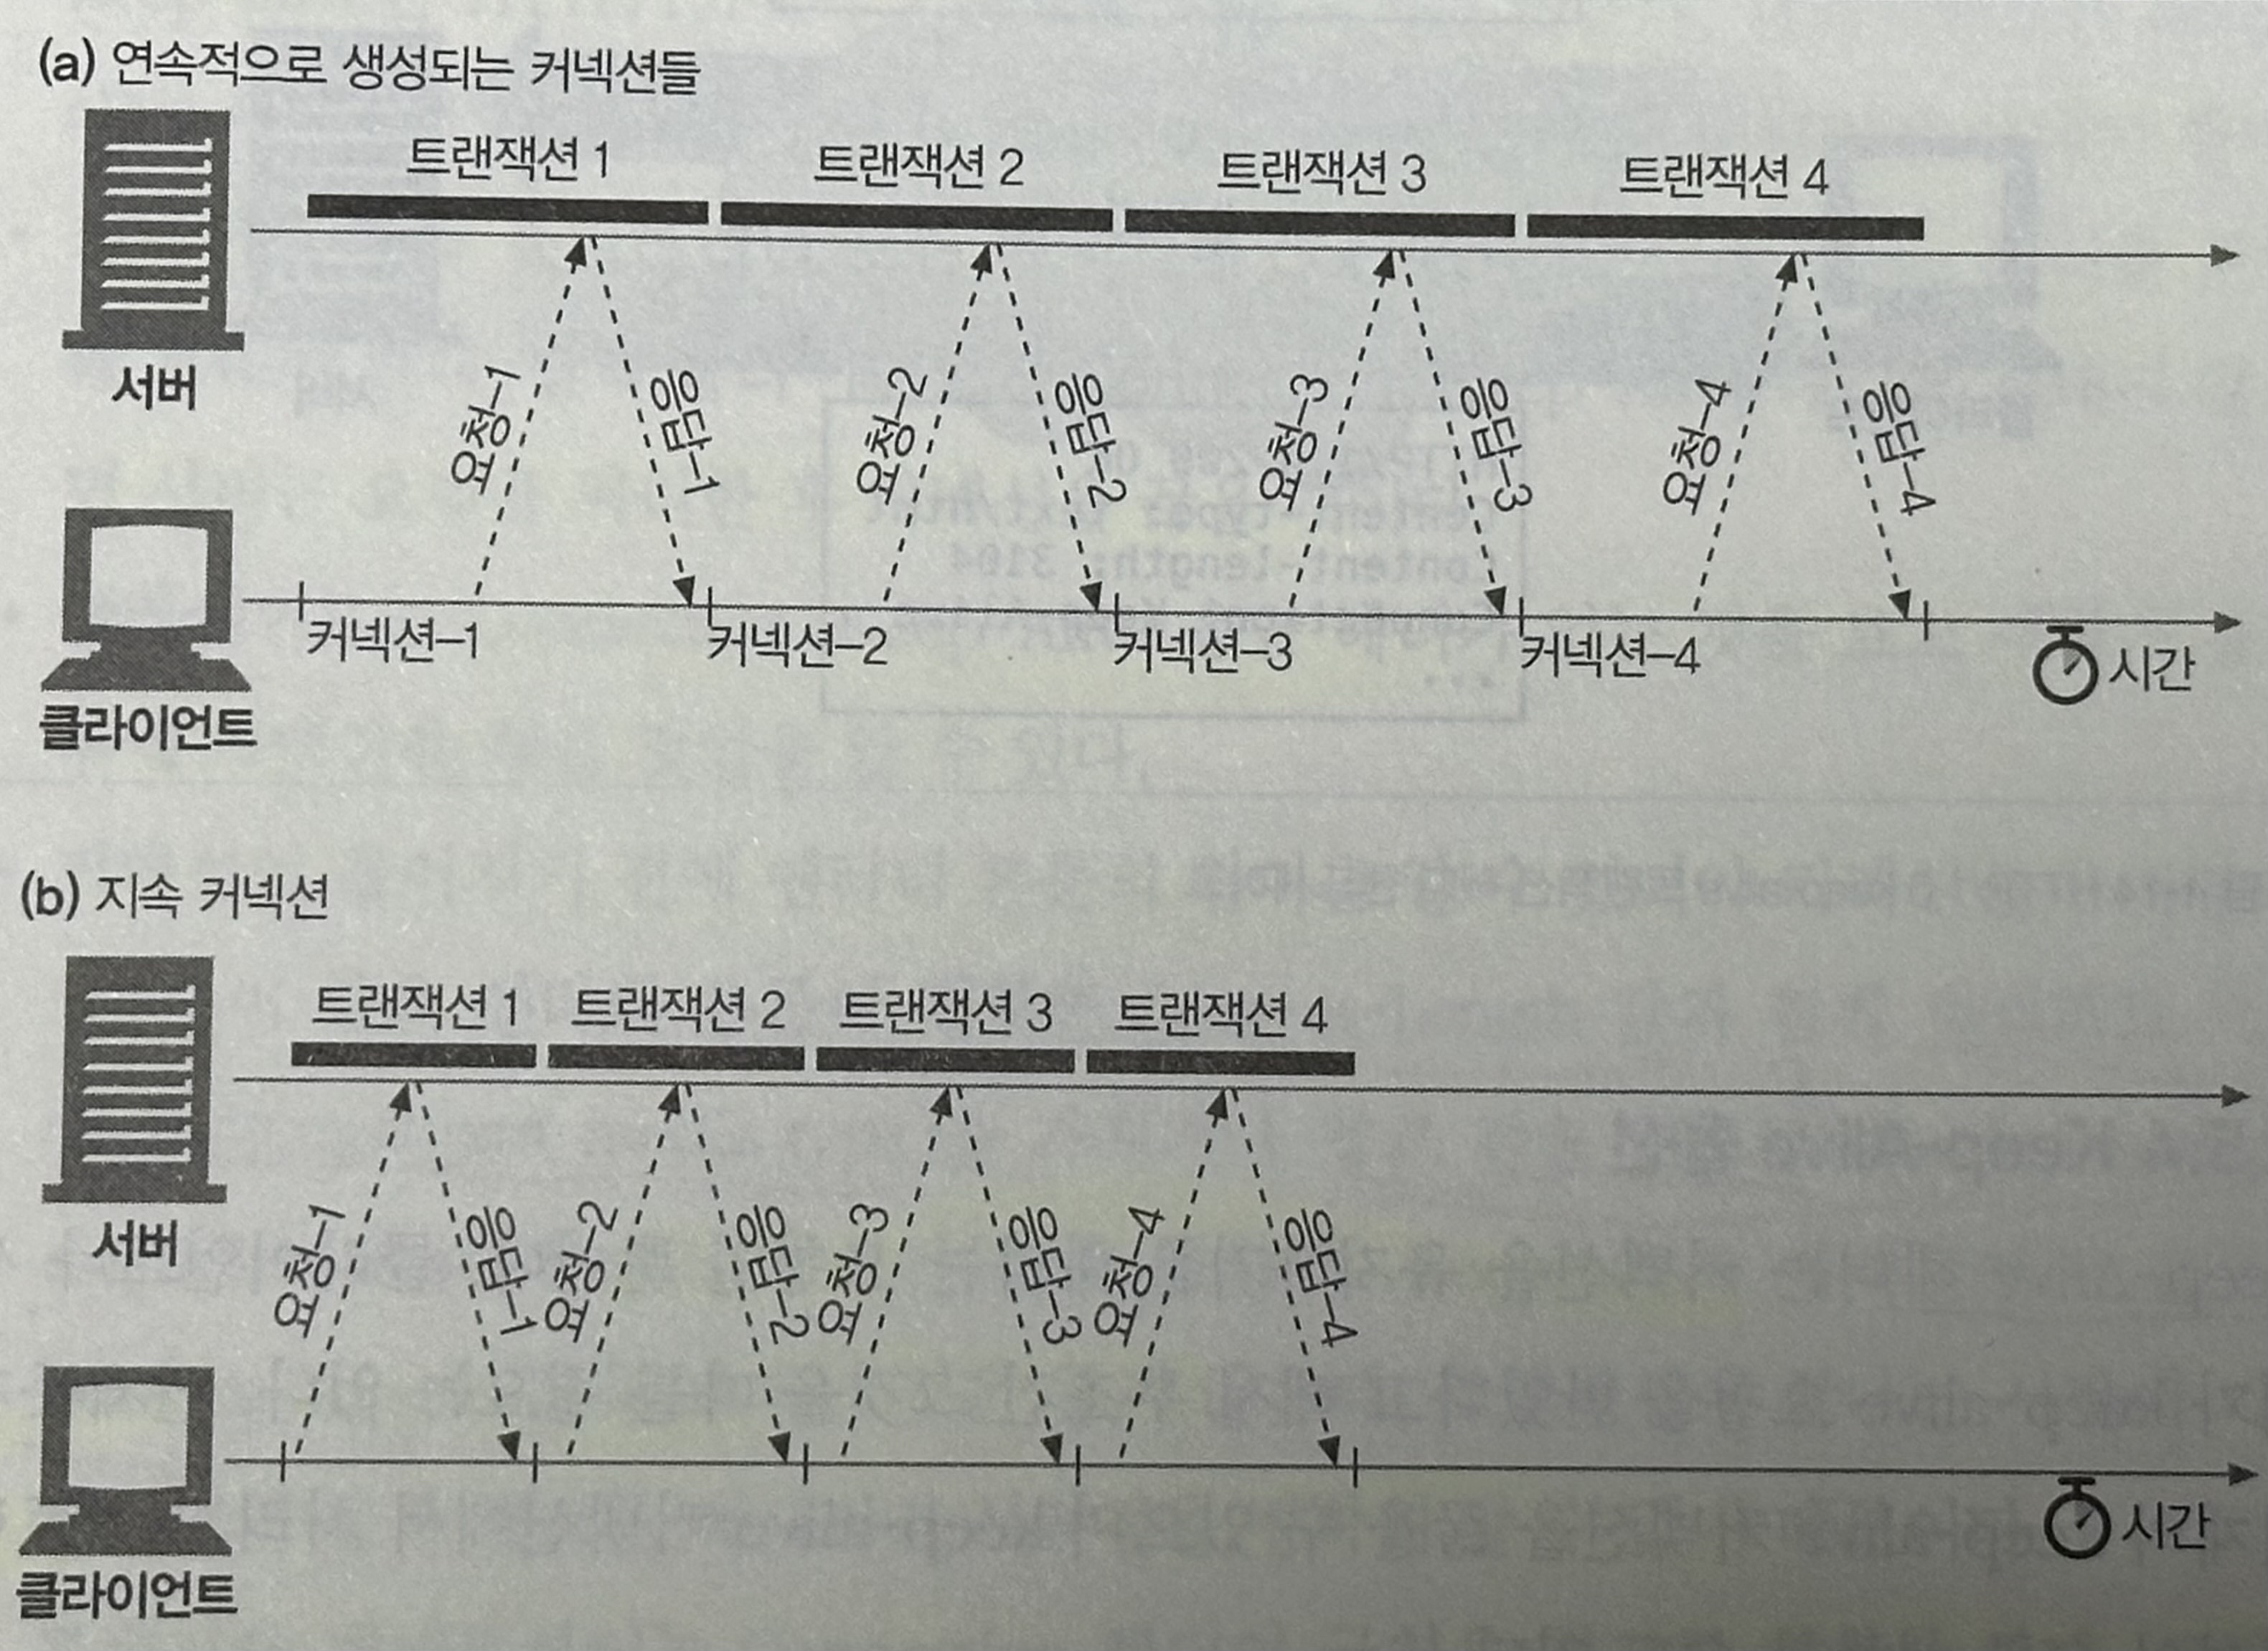 (a) 연속적으로 생성되는 커넥션들
트랜잭션 1 트랜잭션 2 트랜잭션 3 트랜잭션 4
서버
요청-1 응답-1 요청-2 응답-2 요청-3 응답-3 요청-4 응답-4
커넥션-1 커넥션-2 커넥션-3 커넥션-4
시간
클라이언트
(b) 지속 커넥션
트랜잭션 1 트랜잭션 2 트랜잭션 3 트랜잭션 4
서버
요청-1 응답-1 요청-2 응답-2 요청-3 응답-3 요청-4 응답-4
시간
클라이언트